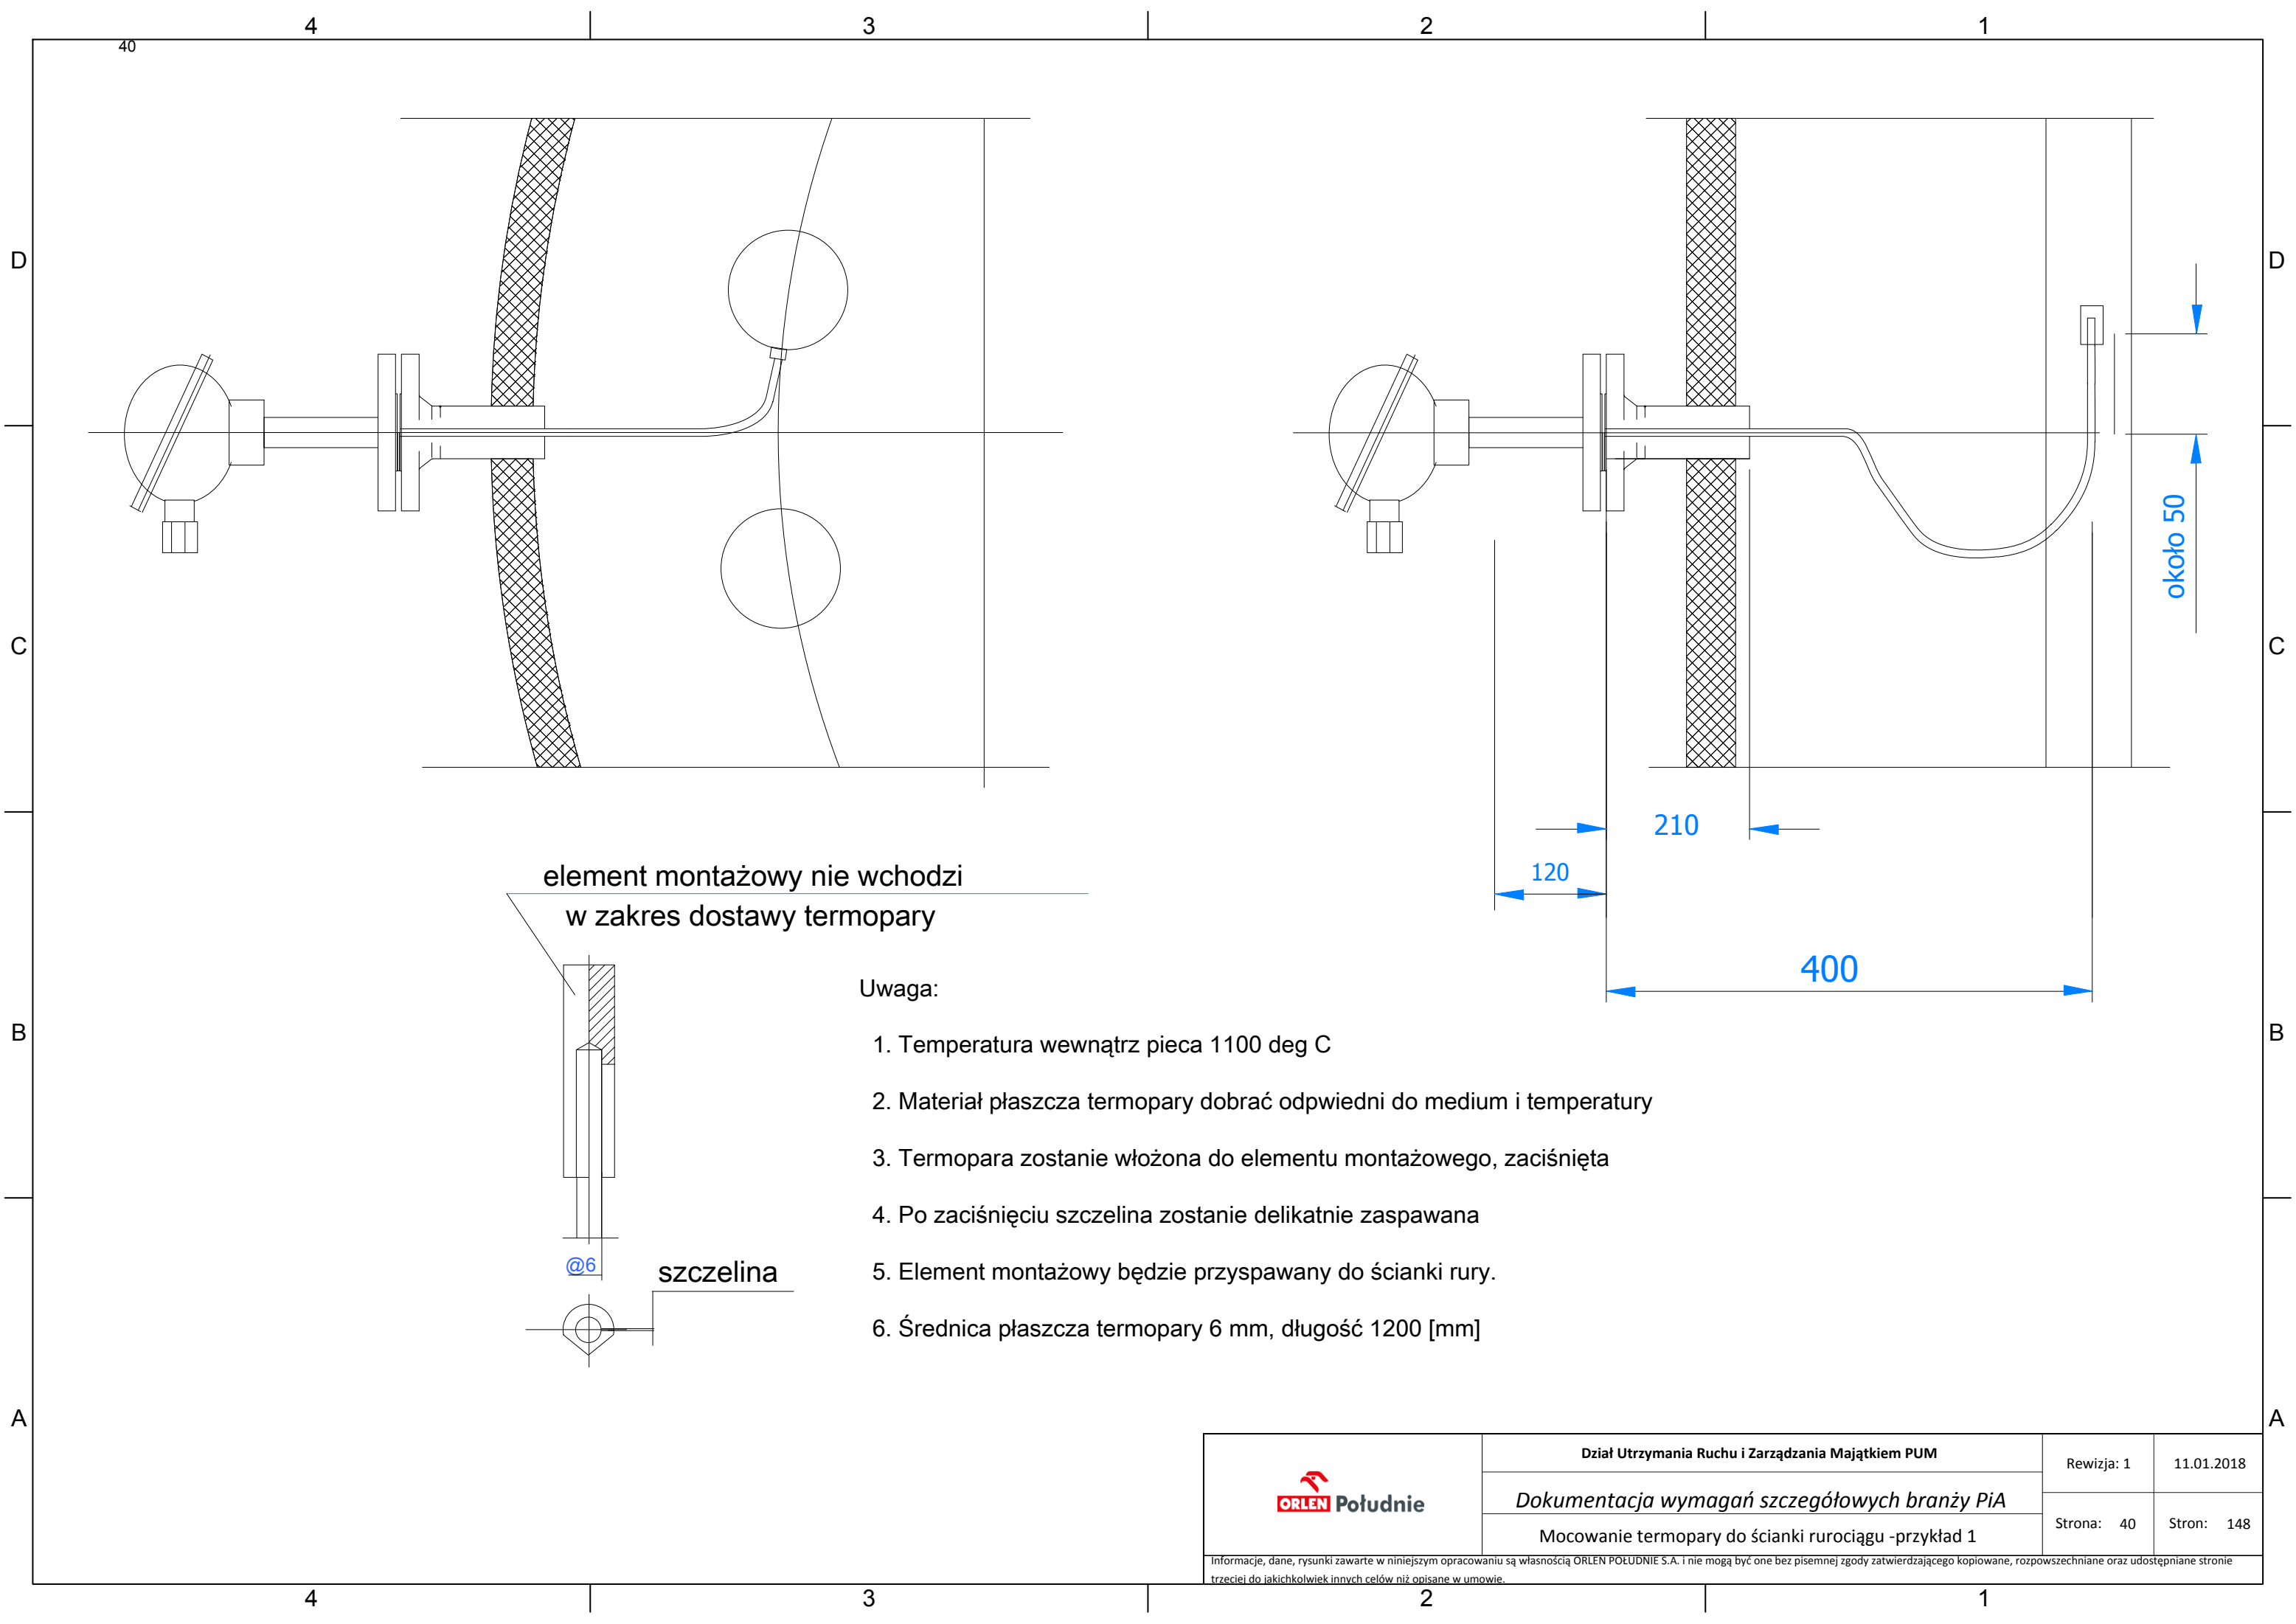 4 3 2 1
40
D D
około 50
C C
210
120
400
element montażowy nie wchodzi
w zakres dostawy termopary
Uwaga:
B B
1. Temperatura wewnątrz pieca 1100 deg C
2. Materiał płaszcza termopary dobrać odpwiedni do medium i temperatury
3. Termopara zostanie włożona do elementu montażowego, zaciśnięta
4. Po zaciśnięciu szczelina zostanie delikatnie zaspawana
@6
szczelina
5. Element montażowy będzie przyspawany do ścianki rury.
6. Średnica płaszcza termopary 6 mm, długość 1200 [mm]
A A
ORLEN Południe
Dział Utrzymania Ruchu i Zarządzania Majątkiem PUM
Rewizja: 1 11.01.2018
Dokumentacja wymagań szczegółowych branży PiA
Strona: 40 Stron: 148
Mocowanie termopary do ścianki rurociągu -przykład 1
Informacje, dane, rysunki zawarte w niniejszym opracowaniu są własnością ORLEN POŁUDNIE S.A. i nie mogą być one bez pisemnej zgody zatwierdzającego kopiowane, rozpowszechniane oraz udostępniane stronie
trzeciej do jakichkolwiek innych celów niż opisane w umowie.
4 3 2 1